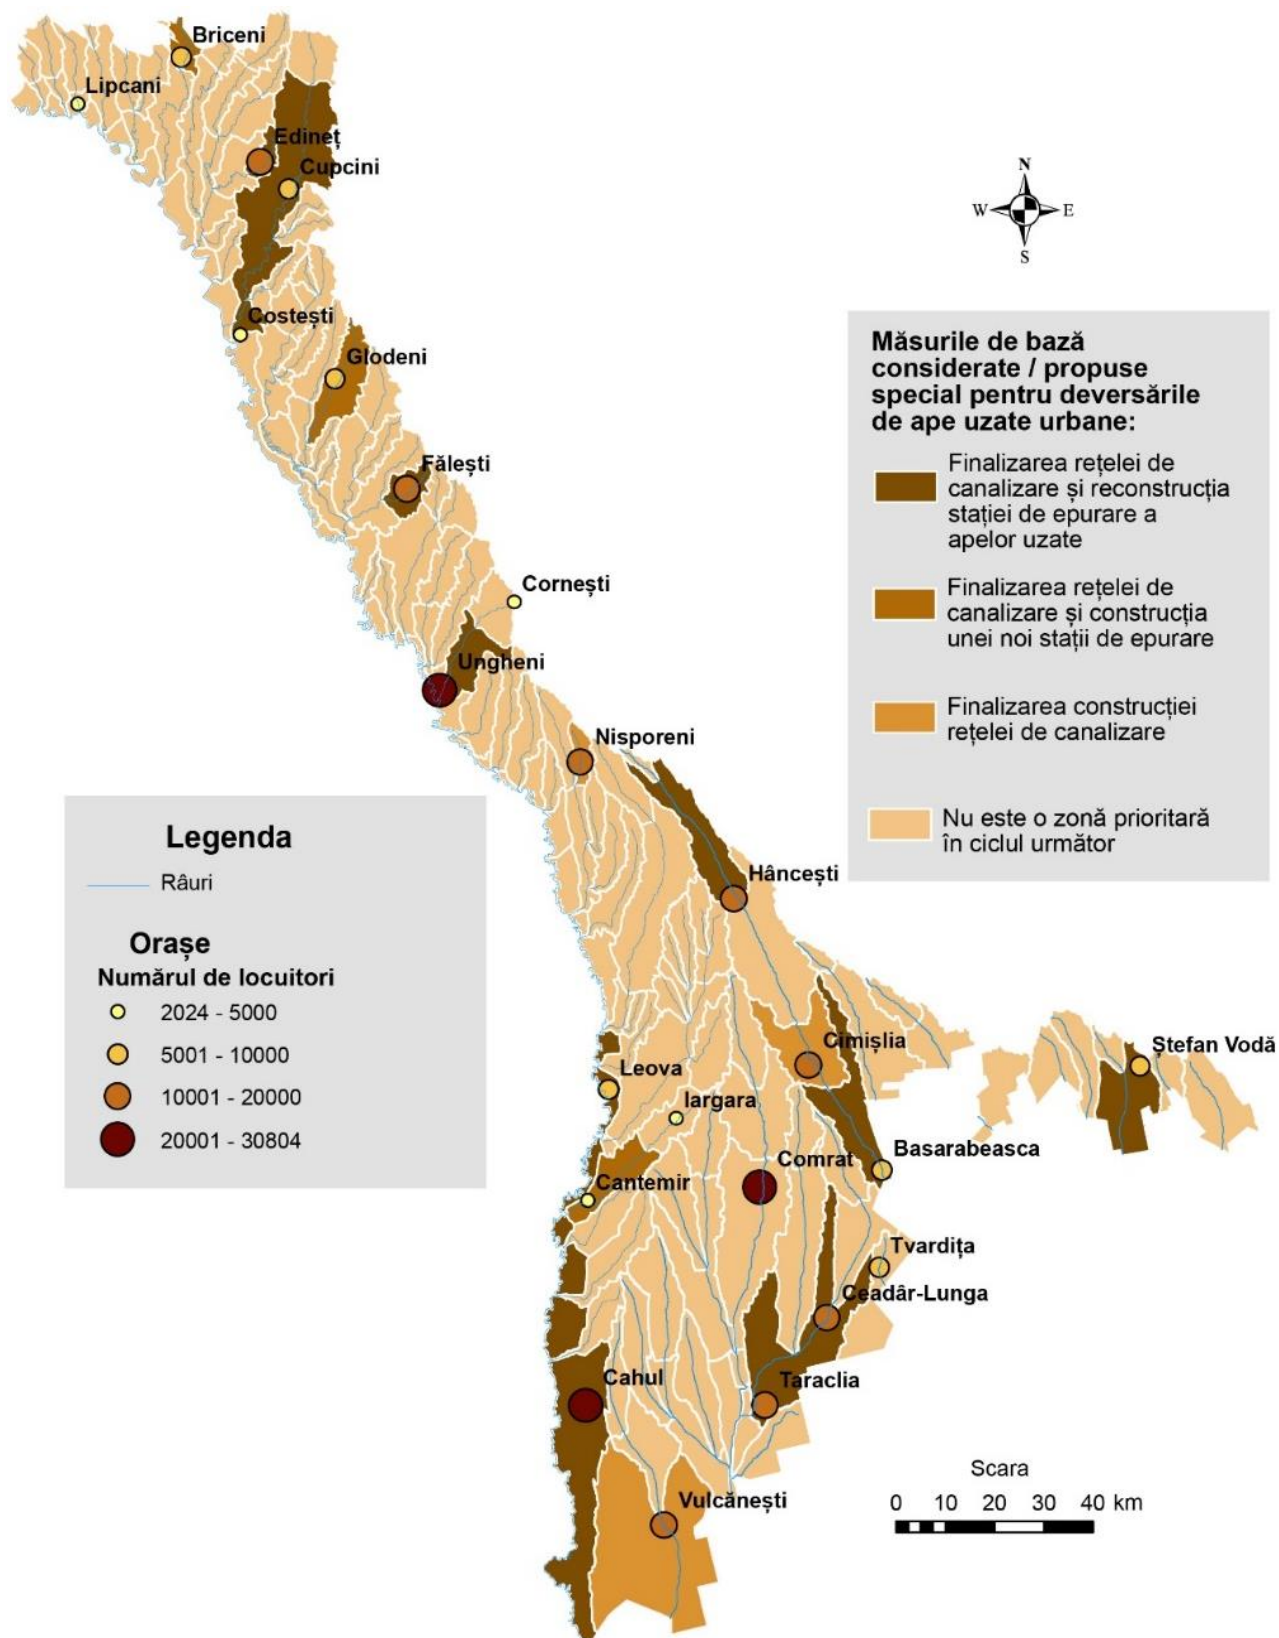 Briceni
Lipcani
Edineț
Cupcini
N
W
E
S
Costești
Glodeni
Fălești
Cornești
Ungheni
Nisporeni
Hâncești
Cimișlia
Ștefan Vodă
Leova
Iargara
Basarabeasca
Comrat
Cantemir
Tvardița
Ceadâr-Lunga
Cahul
Taraclia
Vulcănești
Măsurile de bază
considerate / propuse
special pentru deversările
de ape uzate urbane:
Finalizarea rețelei de
canalizare și reconstrucția
stației de epurare a
apelor uzate
Finalizarea rețelei de
canalizare și construcția
unei noi stații de epurare
Finalizarea construcției
rețelei de canalizare
Nu este o zonă prioritară
în ciclul următor
Legenda
Râuri
Orașe
Numărul de locuitori
2024 - 5000
5001 - 10000
10001 - 20000
20001 - 30804
Scara
0 10 20 30 40 km